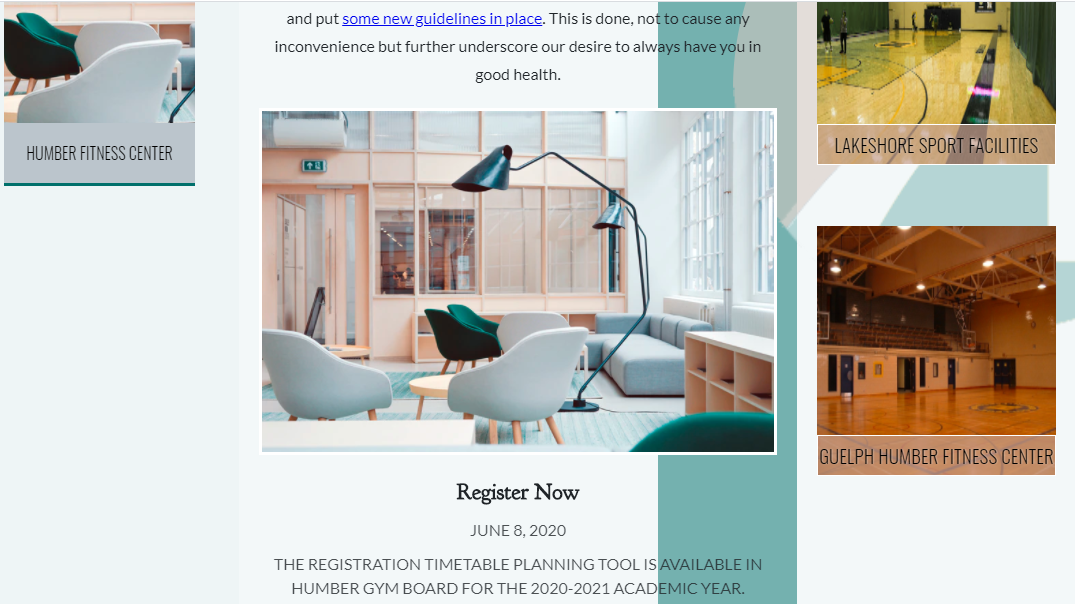 and put some new guidelines in place. This is done, not to cause any
inconvenience but further underscore our desire to always have you in
good health.
HUMBER FITNESS CENTER
LAKESHORE SPORT FACILITIES
GUELPH HUMBER FITNESS CENTER
Register Now
JUNE 8, 2020
THE REGISTRATION TIMETABLE PLANNING TOOL IS AVAILABLE IN
HUMBER GYM BOARD FOR THE 2020-2021 ACADEMIC YEAR.